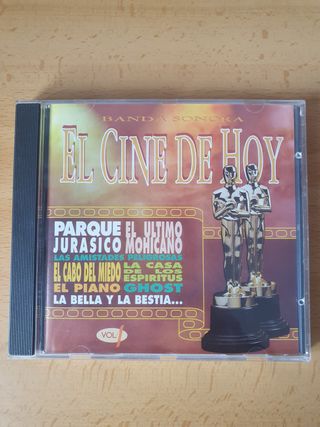 BANDA SONORA
EL CINE DE HOY
PARQUE JURASICO
EL ULTIMO MOHICANO
LAS AMISTADES PELIGROSAS
EL CABO DEL MIEDO
LA CASA DE LOS ESPIRITUS
EL PIANO
GHOST
LA BELLA Y LA BESTIA...
VOL 1